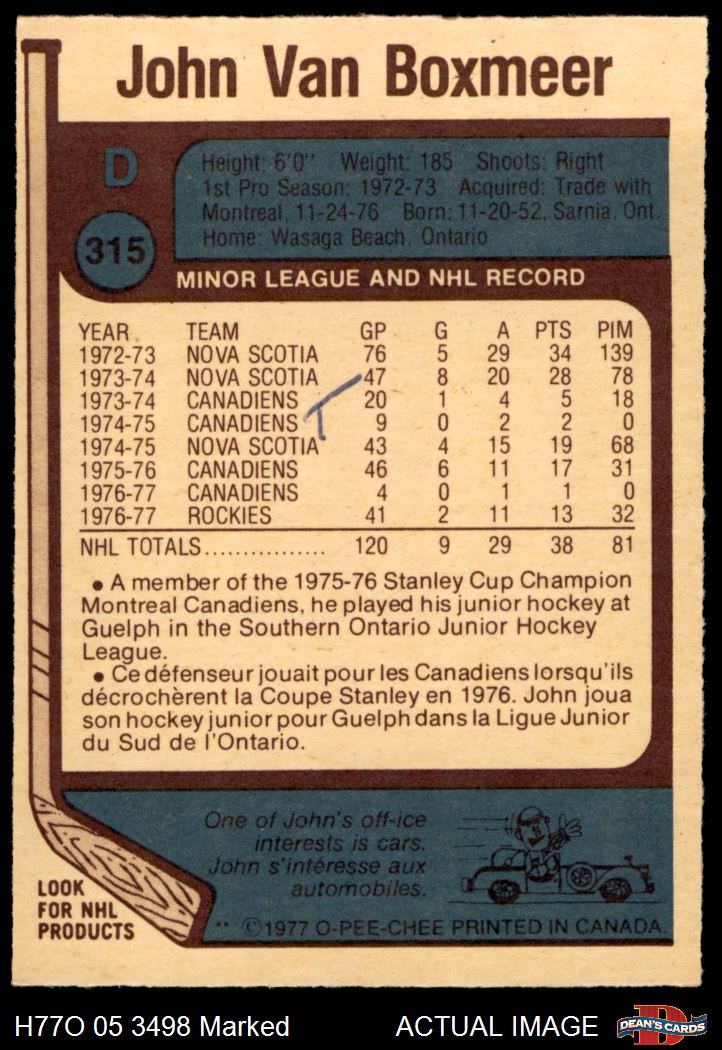 John Van Boxmeer
D
315
Height: 6'0" Weight: 185 Shoots: Right
1st Pro Season: 1972-73 Acquired: Trade with
Montreal, 11-24-76 Born: 11-20-52, Sarnia, Ont.
Home: Wasaga Beach, Ontario
MINOR LEAGUE AND NHL RECORD
YEAR TEAM GP G A PTS PIM
1972-73 NOVA SCOTIA 76 5 29 34 139
1973-74 NOVA SCOTIA 47 8 20 28 78
1973-74 CANADIENS 20 1 4 5 18
1974-75 CANADIENS 9 0 2 2 0
1974-75 NOVA SCOTIA 43 4 15 19 68
1975-76 CANADIENS 46 6 11 17 31
1976-77 CANADIENS 4 0 1 1 0
1976-77 ROCKIES 41 2 11 13 32
NHL TOTALS................ 120 9 29 38 81
• A member of the 1975-76 Stanley Cup Champion
Montreal Canadiens, he played his junior hockey at
Guelph in the Southern Ontario Junior Hockey
League.
• Ce défenseur jouait pour les Canadiens lorsqu'ils
décrochèrent la Coupe Stanley en 1976. John joua
son hockey junior pour Guelph dans la Ligue Junior
du Sud de l'Ontario.
One of John's off-ice
interests is cars.
John s'intéresse aux
automobiles.
LOOK
FOR NHL
PRODUCTS
** ©1977 O-PEE-CHEE PRINTED IN CANADA.
H77O 05 3498 Marked
ACTUAL IMAGE
DEAN'S CARDS